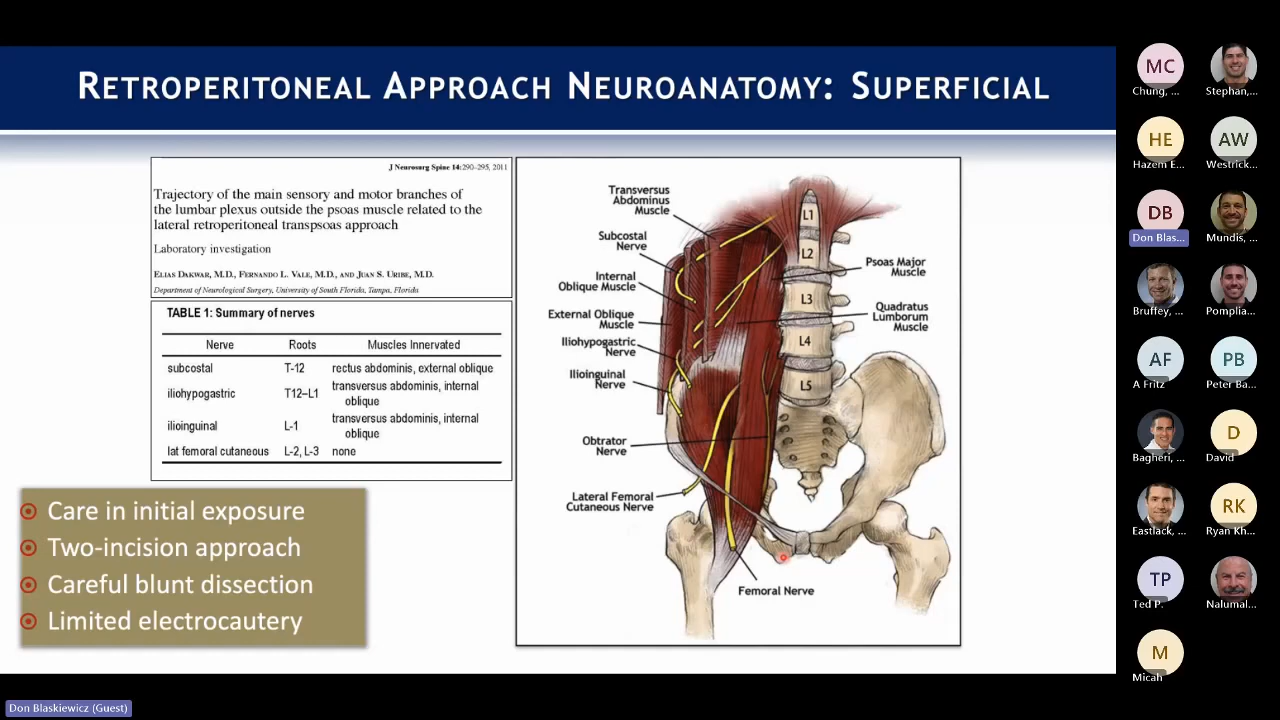 RETROPERITONEAL APPROACH NEUROANATOMY: SUPERFICIAL
J Neurosurg Spine 14:290–295, 2011
Trajectory of the main sensory and motor branches of
the lumbar plexus outside the psoas muscle related to the
lateral retroperitoneal transpsoas approach
Laboratory investigation
ELIAS DAKWAR, M.D., FERNANDO L. VALE, M.D., AND JUAN S. URIBE, M.D.
Department of Neurological Surgery, University of South Florida, Tampa, Florida
TABLE 1: Summary of nerves
Nerve Roots Muscles Innervated
subcostal T-12 rectus abdominis, external oblique
iliohypogastric T12–L1 transversus abdominis, internal
oblique
ilioinguinal L-1 transversus abdominis, internal
oblique
lat femoral cutaneous L-2, L-3 none
Care in initial exposure
Two-incision approach
Careful blunt dissection
Limited electrocautery
Transversus
Abdominus
Muscle
Subcostal
Nerve
Internal
Oblique Muscle
External Oblique
Muscle
Iliohypogastric
Nerve
Ilioinguinal
Nerve
Obtrator
Nerve
Lateral Femoral
Cutaneous Nerve
L1
L2
L3
L4
L5
Psoas Major
Muscle
Quadratus
Lumborum
Muscle
Femoral Nerve
MC
Chung, ...
Stephan,...
HE
Hazem E...
AW
Westrick...
DB
Don Blas...
Mundis, ...
Bruffey, ...
Pomplia...
AF
A Fritz
PB
Peter Ba...
Bagheri, ...
D
David
Eastlack, ...
RK
Ryan Kh...
TP
Ted P.
Nalumal...
M
Micah
Don Blaskiewicz (Guest)